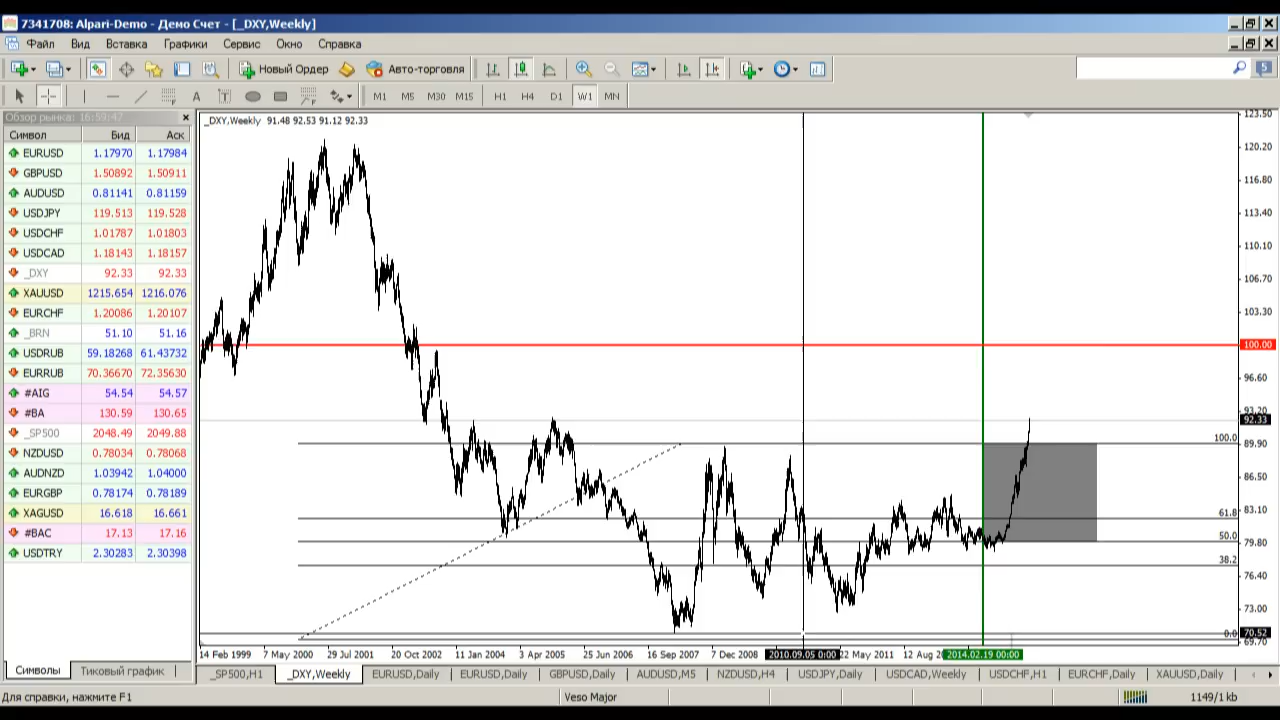 7341708: Alpari-Demo - Демо Счет - [_DXY,Weekly]
Файл Вид Вставка Графики Сервис Окно Справка
Новый Ордер Авто-торговля 5
A T M1 M5 M30 M15 H1 H4 D1 W1 MN
Обзор рынка: 16:59:47
Символ Бид Аск
EURUSD 1.17970 1.17984
GBPUSD 1.50892 1.50911
AUDUSD 0.81141 0.81159
USDJPY 119.513 119.528
USDCHF 1.01787 1.01803
USDCAD 1.18143 1.18157
_DXY 92.33 92.33
XAUUSD 1215.654 1216.076
EURCHF 1.20086 1.20107
_BRN 51.10 51.16
USDRUB 59.18268 61.43732
EURRUB 70.36670 72.35630
#AIG 54.54 54.57
#BA 130.59 130.65
_SP500 2048.49 2049.88
NZDUSD 0.78034 0.78068
AUDNZD 1.03942 1.04000
EURGBP 0.78174 0.78189
XAGUSD 16.618 16.661
#BAC 17.13 17.16
USDTRY 2.30283 2.30398
Символы Тиковый график
_DXY,Weekly 91.48 92.53 91.12 92.33
123.50
120.20
116.80
113.40
110.10
106.70
103.30
100.00
96.60
93.20
92.33
100.0 89.90
86.50
61.8 83.10
50.0 79.80
38.2 76.40
73.00
0.0 70.52
69.70
14 Feb 1999 7 May 2000 29 Jul 2001 20 Oct 2002 11 Jan 2004 3 Apr 2005 25 Jun 2006 16 Sep 2007 7 Dec 2008 2010.09.05 0:00 22 May 2011 12 Aug 2014.02.19 00:00
_SP500,H1 _DXY,Weekly EURUSD,Daily EURUSD,Daily GBPUSD,Daily AUDUSD,M5 NZDUSD,H4 USDJPY,Daily USDCAD,Weekly USDCHF,H1 EURCHF,Daily XAUUSD,Daily
Для справки, нажмите F1 Veso Major 1149/1 kb